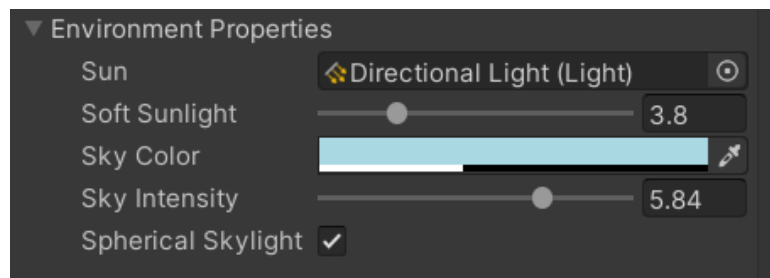 Environment Properties
Sun Directional Light (Light)
Soft Sunlight 3.8
Sky Color
Sky Intensity 5.84
Spherical Skylight